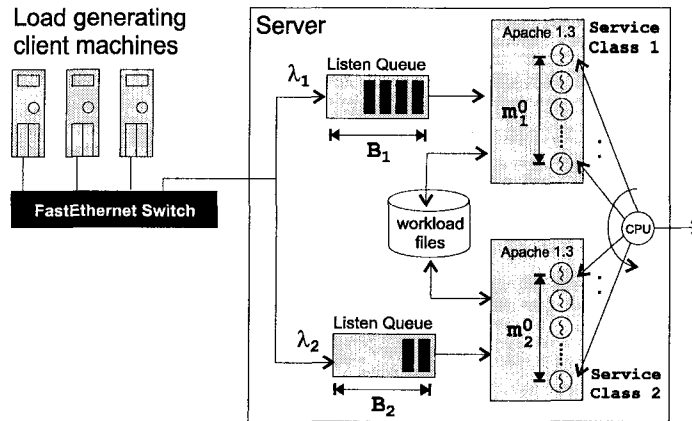 Load generating
client machines
FastEthernet Switch
Server
Listen Queue
λ1
B1
Apache 1.3
m1^0
Service
Class 1
workload
files
CPU
Apache 1.3
m2^0
Listen Queue
λ2
B2
Service
Class 2